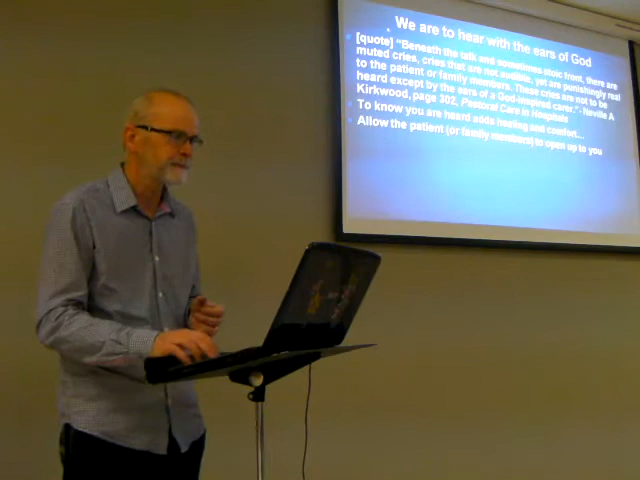 We are to hear with the ears of God
[quote] "Beneath the talk and sometimes stoic front, there are
muted cries, cries that are not audible, yet are punishingly real
to the patient or family members. These cries are not to be
heard except by the ears of a God-inspired carer."- Neville A
Kirkwood, page 302, Pastoral Care in Hospitals
To know you are heard adds healing and comfort...
Allow the patient (or family members) to open up to you